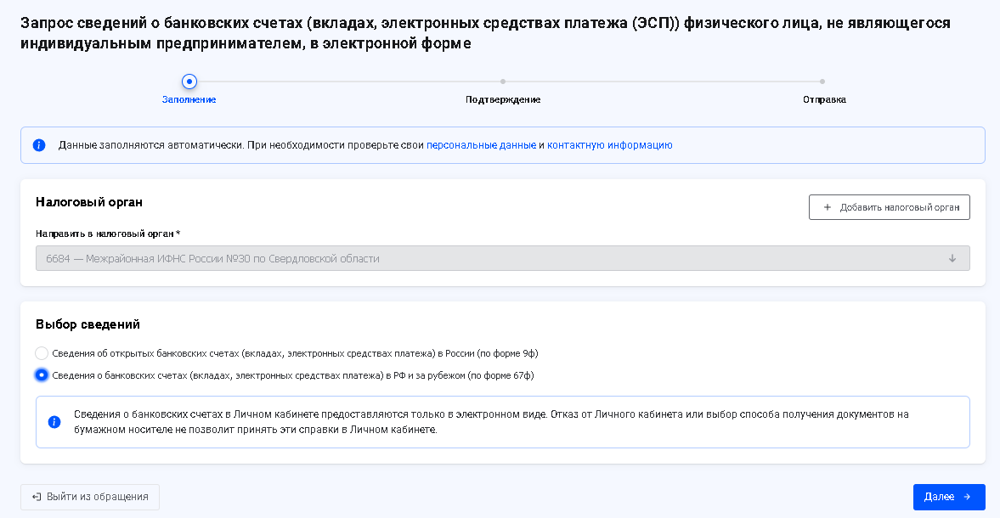 Запрос сведений о банковских счетах (вкладах, электронных средствах платежа (ЭСП)) физического лица, не являющегося
индивидуальным предпринимателем, в электронной форме
Заполнение
Подтверждение
Отправка
Данные заполняются автоматически. При необходимости проверьте свои персональные данные и контактную информацию
Налоговый орган
+ Добавить налоговый орган
Направить в налоговый орган *
6684 — Межрайонная ИФНС России №30 по Свердловской области
Выбор сведений
Сведения об открытых банковских счетах (вкладах, электронных средствах платежа) в России (по форме 9ф)
Сведения о банковских счетах (вкладах, электронных средствах платежа) в РФ и за рубежом (по форме 67ф)
Сведения о банковских счетах в Личном кабинете предоставляются только в электронном виде. Отказ от Личного кабинета или выбор способа получения документов на
бумажном носителе не позволит принять эти справки в Личном кабинете.
Выйти из обращения
Далее